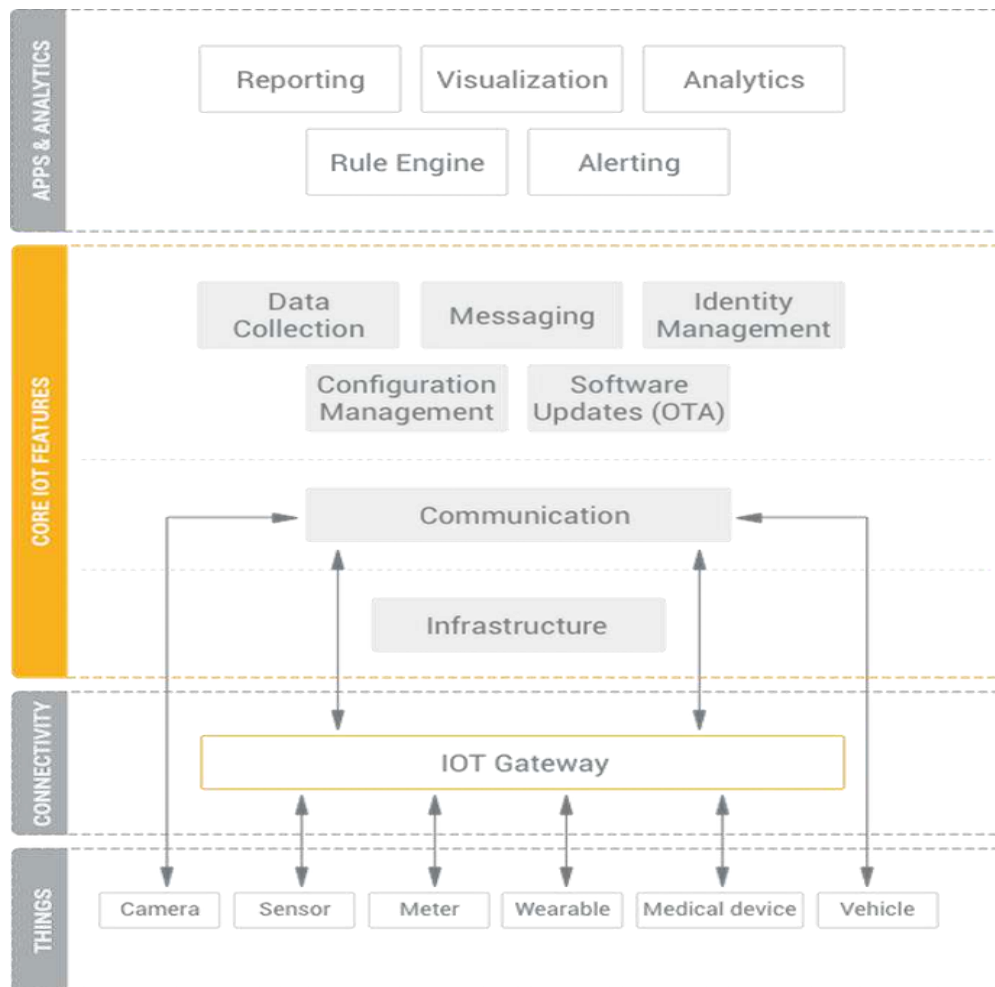 APPS & ANALYTICS
Reporting
Visualization
Analytics
Rule Engine
Alerting
CORE IOT FEATURES
Data
Collection
Messaging
Identity
Management
Configuration
Management
Software
Updates (OTA)
Communication
Infrastructure
CONNECTIVITY
IOT Gateway
THINGS
Camera
Sensor
Meter
Wearable
Medical device
Vehicle